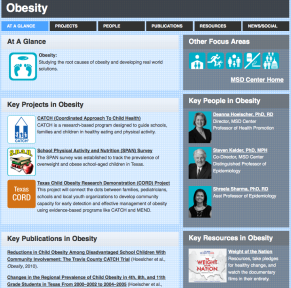 Obesity
AT A GLANCE PROJECTS PEOPLE PUBLICATIONS RESOURCES NEWS/SOCIAL
At A Glance
Obesity:
Studying the root causes of obesity and developing real world
solutions.
Other Focus Areas
MSD Center Home
Key Projects in Obesity
CATCH
CATCH (Coordinated Approach To Child Health)
CATCH is a research-based program designed to guide schools,
families and children in healthy eating and physical activity.
School Physical Activity and Nutrition (SPAN) Survey
The SPAN survey was established to track the prevalence of
overweight and obese school-aged children in Texas.
Texas
CORD
Texas Child Obesity Research Demonstration (CORD) Project
This project will connect the dots between families, pediatricians,
schools and local youth organizations to develop community
capacity for early detection and effective management of obesity
using evidence-based programs like CATCH and MEND.
Key People in Obesity
Deanna Hoelscher, PhD, RD
Director, MSD Center
Professor of Health Promotion
Steven Kelder, PhD, MPH
Co-Director, MSD Center
Distinguished Professor of
Epidemiology
Shreela Sharma, PhD, RD
Asst Professor of Epidemiology
Key Publications in Obesity
Reductions in Child Obesity Among Disadvantaged School Children With
Community Involvement: The Travis County CATCH Trial (Hoelscher et al.,
Obesity, 2010).
Changes in the Regional Prevalence of Child Obesity in 4th, 8th, and 11th
Grade Students in Texas From 2000–2002 to 2004–2005 (Hoelscher et al.,
Key Resources in Obesity
WEIGHT
OF THE
NATION
Weight of the Nation
Resources, take pledges
for healthy change, and
watch the documentary
films in their entirety.